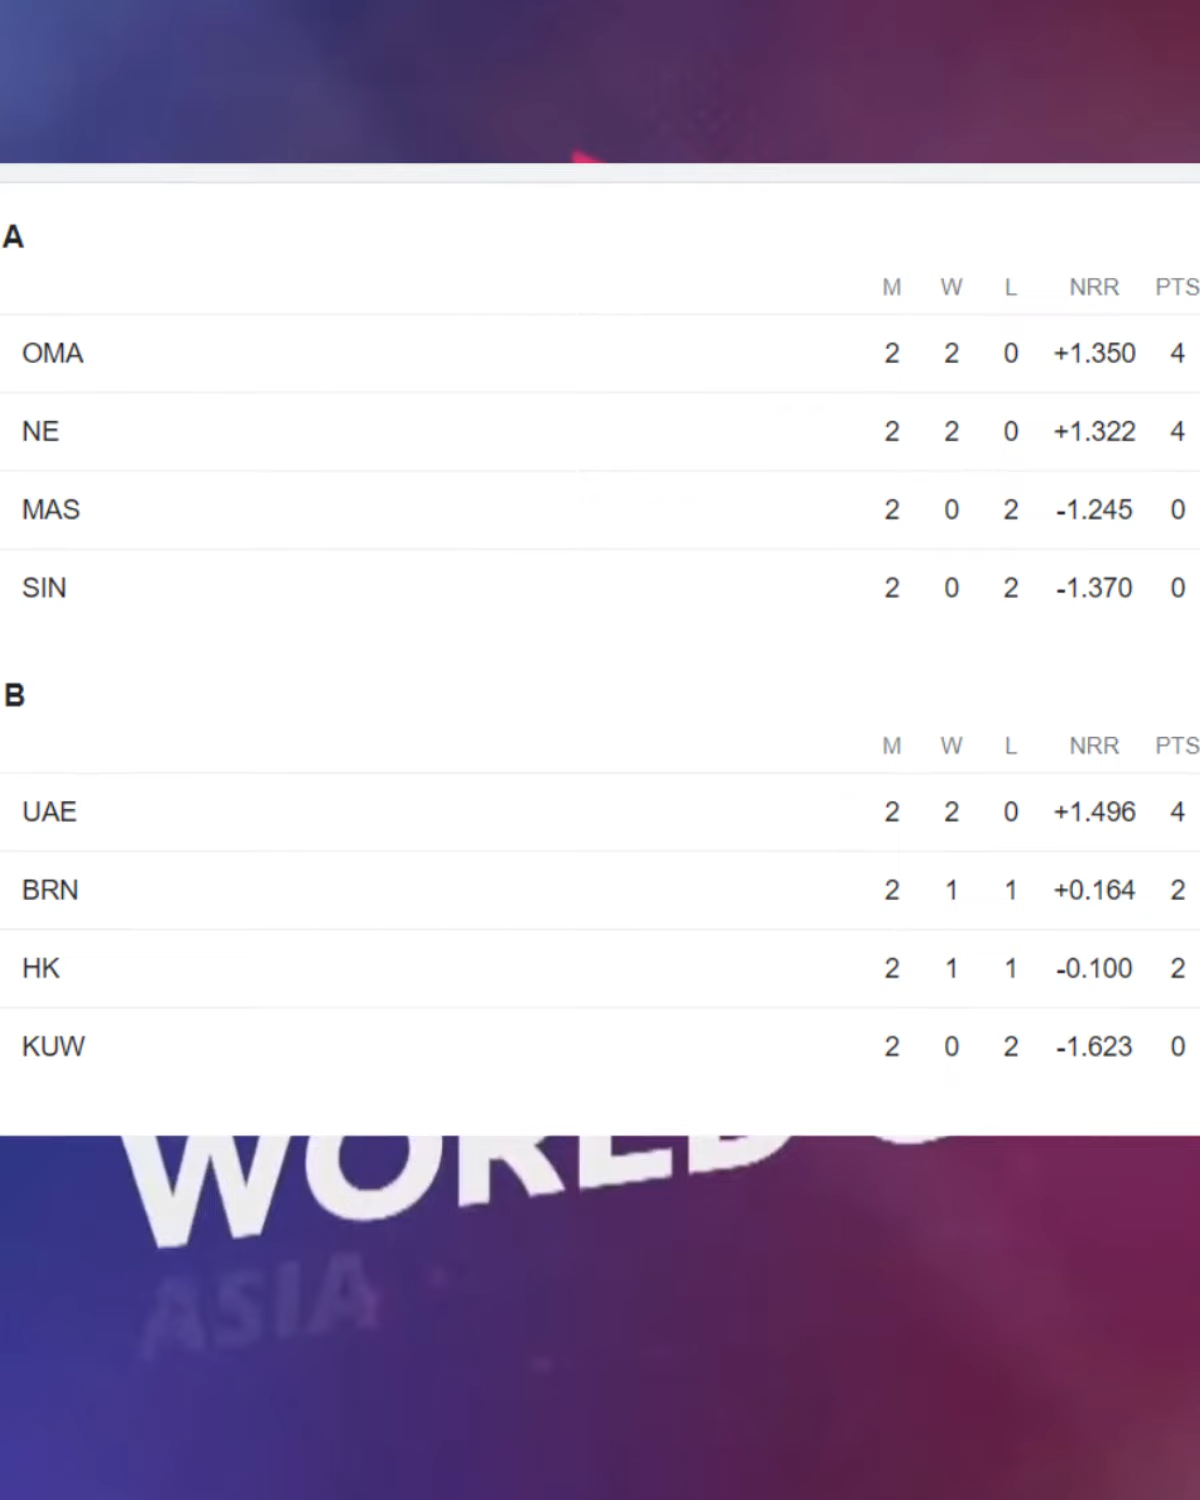 A
M W L NRR PTS
OMA 2 2 0 +1.350 4
NE 2 2 0 +1.322 4
MAS 2 0 2 -1.245 0
SIN 2 0 2 -1.370 0
B
M W L NRR PTS
UAE 2 2 0 +1.496 4
BRN 2 1 1 +0.164 2
HK 2 1 1 -0.100 2
KUW 2 0 2 -1.623 0
WORLD
ASIA